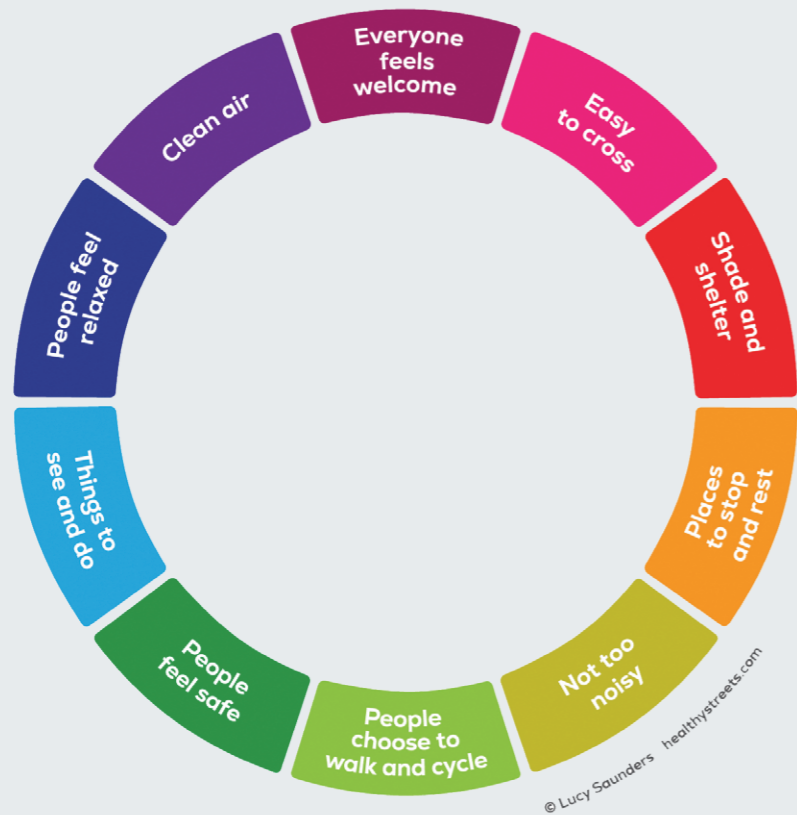 Everyone
feels
welcome
Easy
to cross
Shade and
shelter
Places
to stop
and rest
Not too
noisy
People
choose to
walk and cycle
People
feel safe
Things to
see and do
People feel
relaxed
Clean air
© Lucy Saunders healthystreets.com